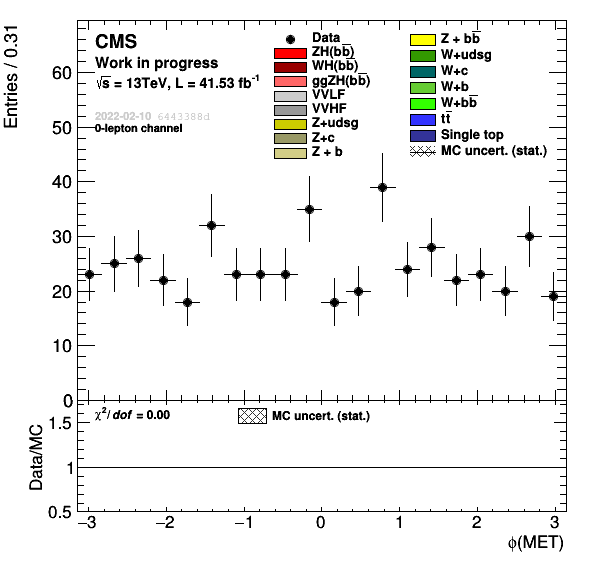 CMS
Work in progress
√s = 13TeV, L = 41.53 fb⁻¹
2022-02-10 6443388d
0-lepton channel
Data
ZH(bb̅)
WH(bb̅)
ggZH(bb̅)
VVLF
VVHF
Z+udsg
Z+c
Z + b
Z + bb̅
W+udsg
W+c
W+b
W+bb̅
tt̅
Single top
MC uncert. (stat.)
Entries / 0.31
60
50
40
30
20
10
0
χ²/dof = 0.00
MC uncert. (stat.)
Data/MC
1.5
1
0.5
−3 −2 −1 0 1 2 3
ϕ(MET)